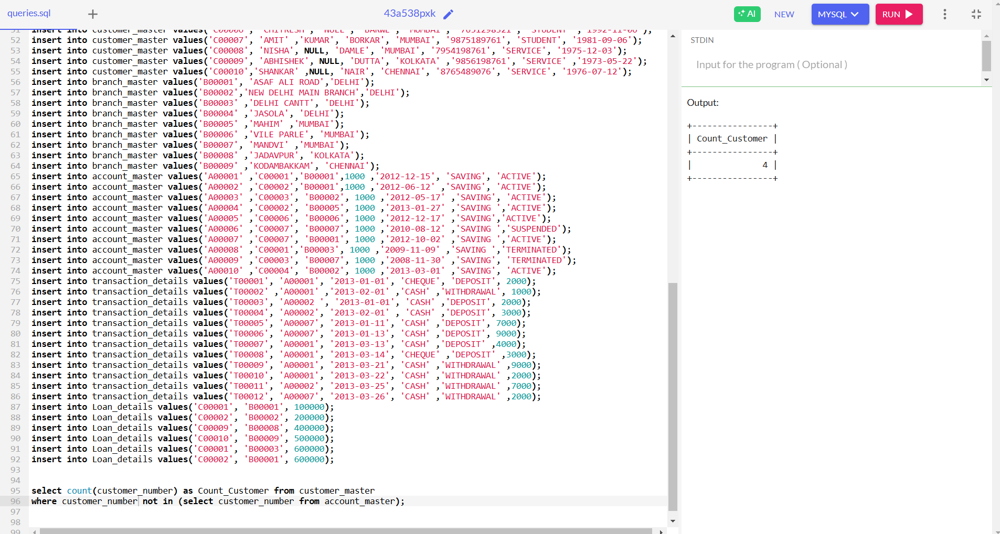 queries.sql + 43a538pxk AI NEW MYSQL RUN
51 insert into customer_master values('C00006', 'CHITRESH', 'NULL', 'BARWE', 'MUMBAI', '7651298521', 'STUDENT', '1992-11-06');
52 insert into customer_master values('C00007', 'AMIT' ,'KUMAR', 'BORKAR', 'MUMBAI', '9875189761', 'STUDENT', '1981-09-06');
53 insert into customer_master values('C00008', 'NISHA', NULL, 'DAMLE', 'MUMBAI', '7954198761', 'SERVICE', '1975-12-03');
54 insert into customer_master values('C00009', 'ABHISHEK', NULL, 'DUTTA', 'KOLKATA' ,'9856198761', 'SERVICE' ,'1973-05-22');
55 insert into customer_master values('C00010','SHANKAR' ,NULL, 'NAIR', 'CHENNAI', '8765489076', 'SERVICE', '1976-07-12');
56 insert into branch_master values('B00001', 'ASAF ALI ROAD','DELHI');
57 insert into branch_master values('B00002','NEW DELHI MAIN BRANCH','DELHI');
58 insert into branch_master values('B00003' ,'DELHI CANTT', 'DELHI');
59 insert into branch_master values('B00004' ,'JASOLA', 'DELHI');
60 insert into branch_master values('B00005' ,'MAHIM' ,'MUMBAI');
61 insert into branch_master values('B00006' ,'VILE PARLE', 'MUMBAI');
62 insert into branch_master values('B00007', 'MANDVI' ,'MUMBAI');
63 insert into branch_master values('B00008' ,'JADAVPUR', 'KOLKATA');
64 insert into branch_master values('B00009' ,'KODAMBAKKAM', 'CHENNAI');
65 insert into account_master values('A00001' ,'C00001','B00001',1000 ,'2012-12-15', 'SAVING', 'ACTIVE');
66 insert into account_master values('A00002' ,'C00002','B00001',1000 ,'2012-06-12' ,'SAVING', 'ACTIVE');
67 insert into account_master values('A00003' ,'C00003', 'B00002', 1000 ,'2012-05-17' ,'SAVING', 'ACTIVE');
68 insert into account_master values('A00004' ,'C00002', 'B00005', 1000 ,'2013-01-27' ,'SAVING ','ACTIVE');
69 insert into account_master values('A00005' ,'C00006', 'B00006', 1000 ,'2012-12-17' ,'SAVING','ACTIVE');
70 insert into account_master values('A00006' ,'C00007', 'B00007', 1000 ,'2010-08-12' ,'SAVING ','SUSPENDED');
71 insert into account_master values('A00007' ,'C00007', 'B00001', 1000 ,'2012-10-02' ,'SAVING ','ACTIVE');
72 insert into account_master values('A00008' ,'C00001','B00003', 1000 ,'2009-11-09' ,'SAVING ','TERMINATED');
73 insert into account_master values('A00009' ,'C00003', 'B00007', 1000 ,'2008-11-30' ,'SAVING', 'TERMINATED');
74 insert into account_master values('A00010' ,'C00004', 'B00002', 1000 ,'2013-03-01' ,'SAVING', 'ACTIVE');
75 insert into transaction_details values('T00001', 'A00001', '2013-01-01', 'CHEQUE', 'DEPOSIT', 2000);
76 insert into transaction_details values('T00002' ,'A00001' ,'2013-02-01' ,'CASH' ,'WITHDRAWAL', 1000);
77 insert into transaction_details values('T00003', 'A00002 ', '2013-01-01', 'CASH' ,'DEPOSIT', 2000);
78 insert into transaction_details values('T00004', 'A00002', '2013-02-01' , 'CASH' ,'DEPOSIT', 3000);
79 insert into transaction_details values('T00005', 'A00007', '2013-01-11', 'CASH' ,'DEPOSIT', 7000);
80 insert into transaction_details values('T00006', 'A00007', '2013-01-13', 'CASH' ,'DEPOSIT', 9000);
81 insert into transaction_details values('T00007', 'A00001', '2013-03-13', 'CASH' ,'DEPOSIT' ,4000);
82 insert into transaction_details values('T00008', 'A00001', '2013-03-14', 'CHEQUE' ,'DEPOSIT' ,3000);
83 insert into transaction_details values('T00009', 'A00001', '2013-03-21', 'CASH' ,'WITHDRAWAL' ,9000);
84 insert into transaction_details values('T00010', 'A00001', '2013-03-22', 'CASH' ,'WITHDRAWAL' ,2000);
85 insert into transaction_details values('T00011', 'A00002', '2013-03-25', 'CASH' ,'WITHDRAWAL' ,7000);
86 insert into transaction_details values('T00012', 'A00007', '2013-03-26', 'CASH' ,'WITHDRAWAL' ,2000);
87 insert into Loan_details values('C00001', 'B00001', 100000);
88 insert into Loan_details values('C00002', 'B00002', 200000);
89 insert into Loan_details values('C00009', 'B00008', 400000);
90 insert into Loan_details values('C00010', 'B00009', 500000);
91 insert into Loan_details values('C00001', 'B00003', 600000);
92 insert into Loan_details values('C00002', 'B00001', 600000);
93
94
95 select count(customer_number) as Count_Customer from customer_master
96 where customer_number not in (select customer_number from account_master);
97
98
99
STDIN
Input for the program ( Optional )
Output:
+----------------+
| Count_Customer |
+----------------+
|              4 |
+----------------+